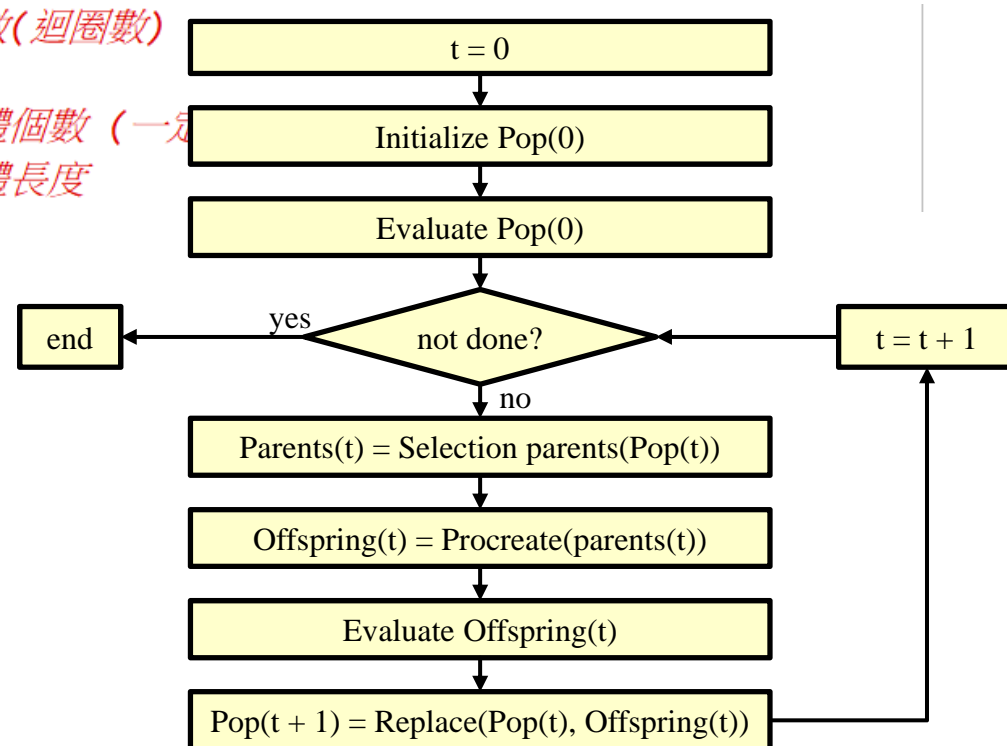 數(迴圈數)
t = 0
體個數 (一定
Initialize Pop(0)
體長度
Evaluate Pop(0)
end
yes
not done?
t = t + 1
no
Parents(t) = Selection parents(Pop(t))
Offspring(t) = Procreate(parents(t))
Evaluate Offspring(t)
Pop(t + 1) = Replace(Pop(t), Offspring(t))